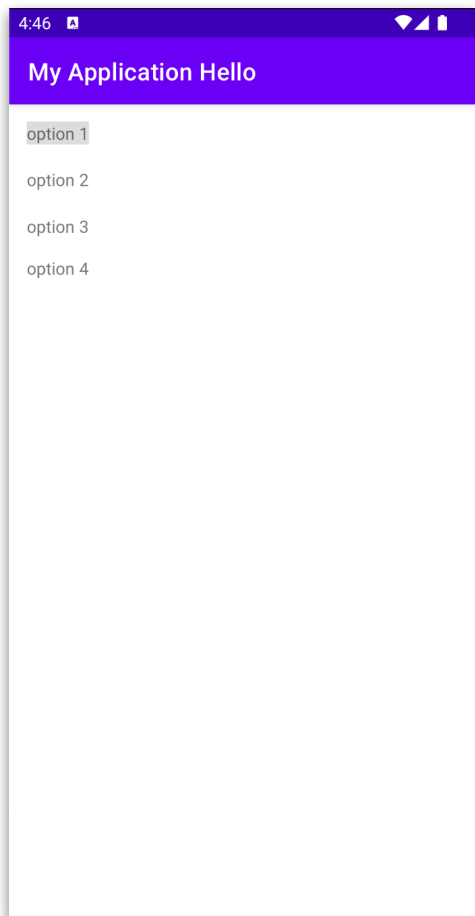 4:46 A
My Application Hello
option 1
option 2
option 3
option 4